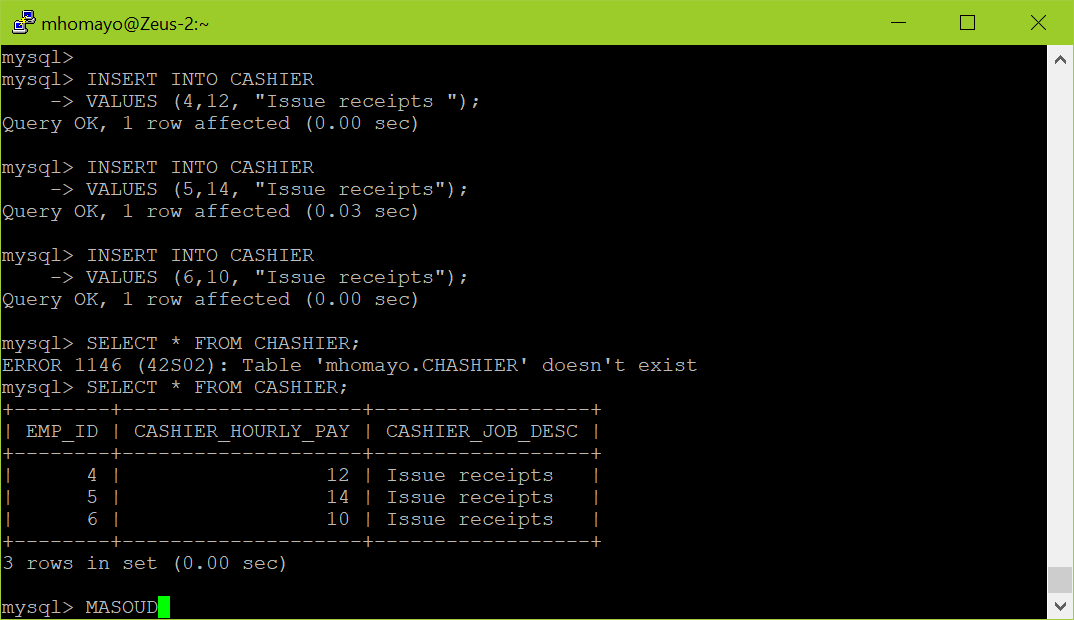 mhomayo@Zeus-2:~
mysql>
mysql> INSERT INTO CASHIER
    -> VALUES (4,12, "Issue receipts ");
Query OK, 1 row affected (0.00 sec)

mysql> INSERT INTO CASHIER
    -> VALUES (5,14, "Issue receipts");
Query OK, 1 row affected (0.03 sec)

mysql> INSERT INTO CASHIER
    -> VALUES (6,10, "Issue receipts");
Query OK, 1 row affected (0.00 sec)

mysql> SELECT * FROM CHASHIER;
ERROR 1146 (42S02): Table 'mhomayo.CHASHIER' doesn't exist
mysql> SELECT * FROM CASHIER;
+--------+--------------------+------------------+
| EMP_ID | CASHIER_HOURLY_PAY | CASHIER_JOB_DESC |
+--------+--------------------+------------------+
|      4 |                 12 | Issue receipts   |
|      5 |                 14 | Issue receipts   |
|      6 |                 10 | Issue receipts   |
+--------+--------------------+------------------+
3 rows in set (0.00 sec)

mysql> MASOUD